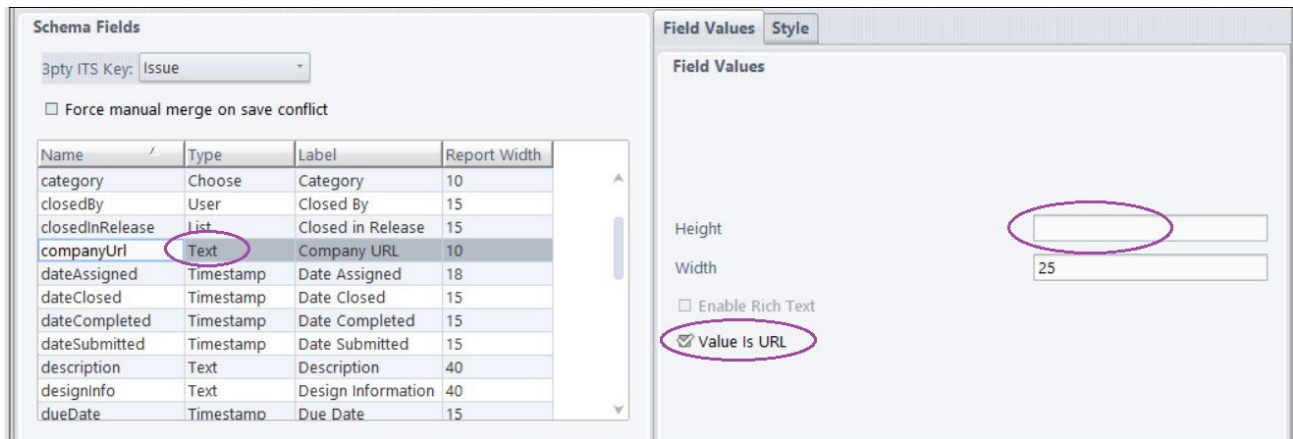 Schema Fields
3pty ITS Key: Issue
Force manual merge on save conflict
Name Type Label Report Width
category Choose Category 10
closedBy User Closed By 15
closedInRelease List Closed in Release 15
companyUrl Text Company URL 10
dateAssigned Timestamp Date Assigned 18
dateClosed Timestamp Date Closed 15
dateCompleted Timestamp Date Completed 15
dateSubmitted Timestamp Date Submitted 15
description Text Description 40
designInfo Text Design Information 40
dueDate Timestamp Due Date 15
Field Values Style
Field Values
Height
Width 25
Enable Rich Text
Value Is URL